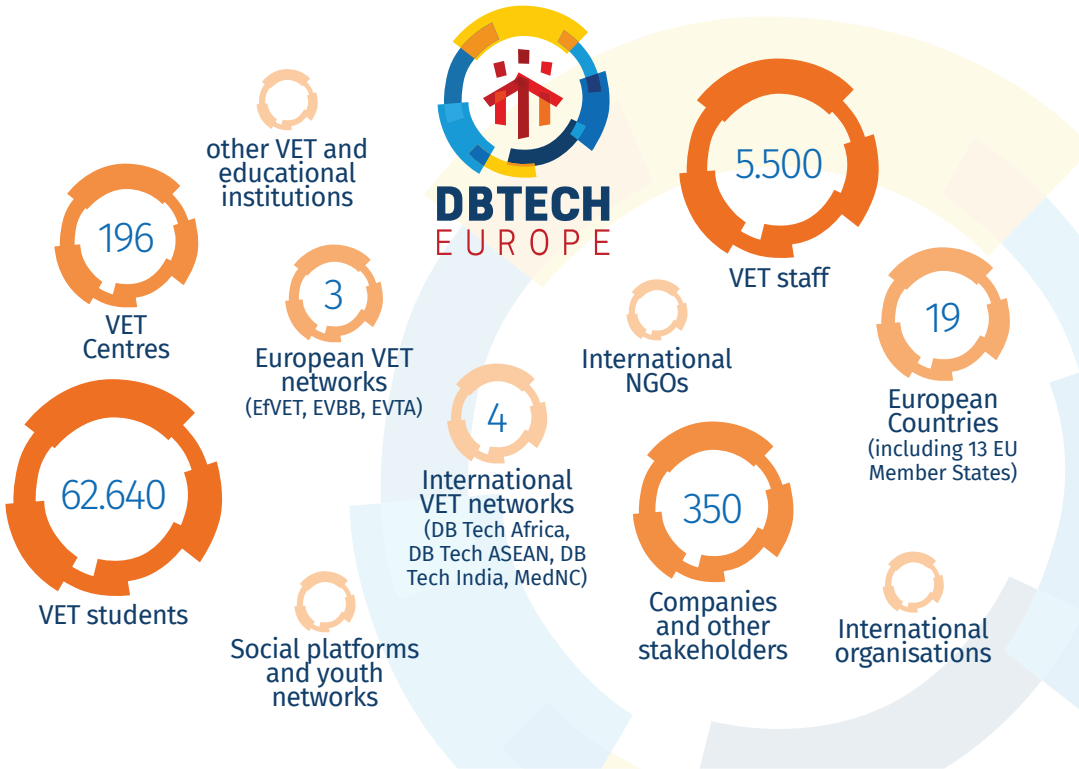 DBTECH
EUROPE
other VET and
educational
institutions
196
VET
Centres
3
European VET
networks
(EfVET, EVBB, EVTA)
5.500
VET staff
International
NGOs
19
European
Countries
(including 13 EU
Member States)
62.640
VET students
4
International
VET networks
(DB Tech Africa,
DB Tech ASEAN, DB
Tech India, MedNC)
350
Companies
and other
stakeholders
Social platforms
and youth
networks
International
organisations